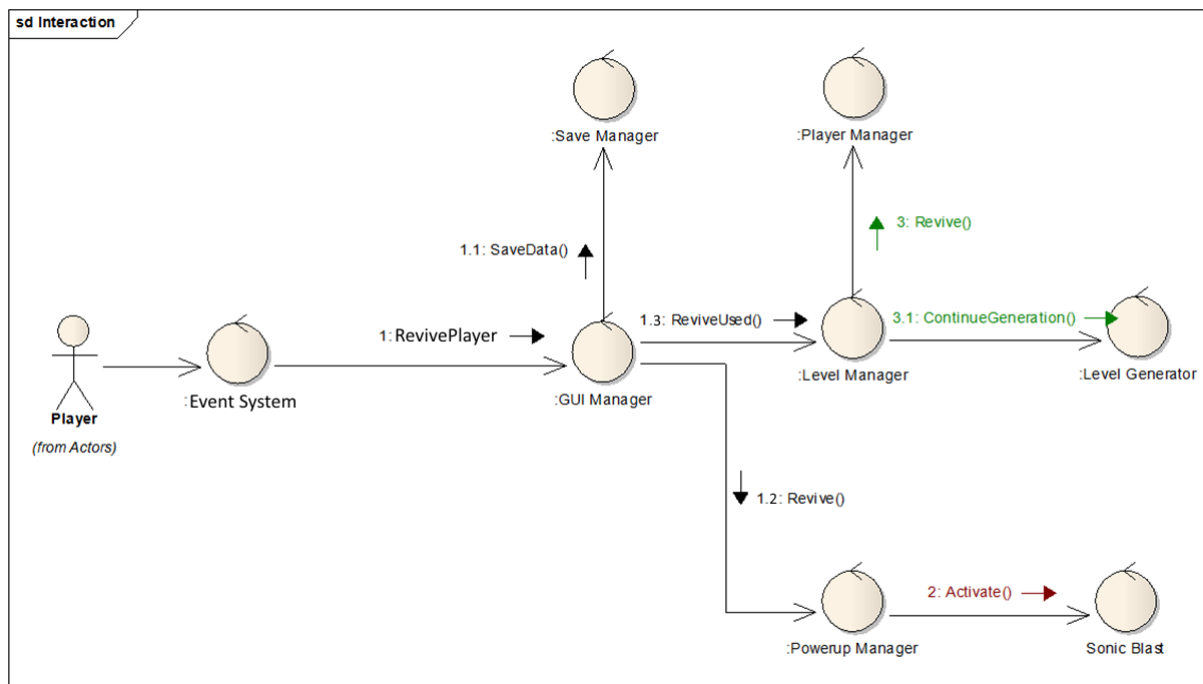 sd Interaction
:Save Manager
:Player Manager
3: Revive()
1.1: SaveData()
1: RevivePlayer
1.3: ReviveUsed()
3.1: ContinueGeneration()
:Event System
:GUI Manager
:Level Manager
:Level Generator
Player
(from Actors)
1.2: Revive()
2: Activate()
:Powerup Manager
Sonic Blast